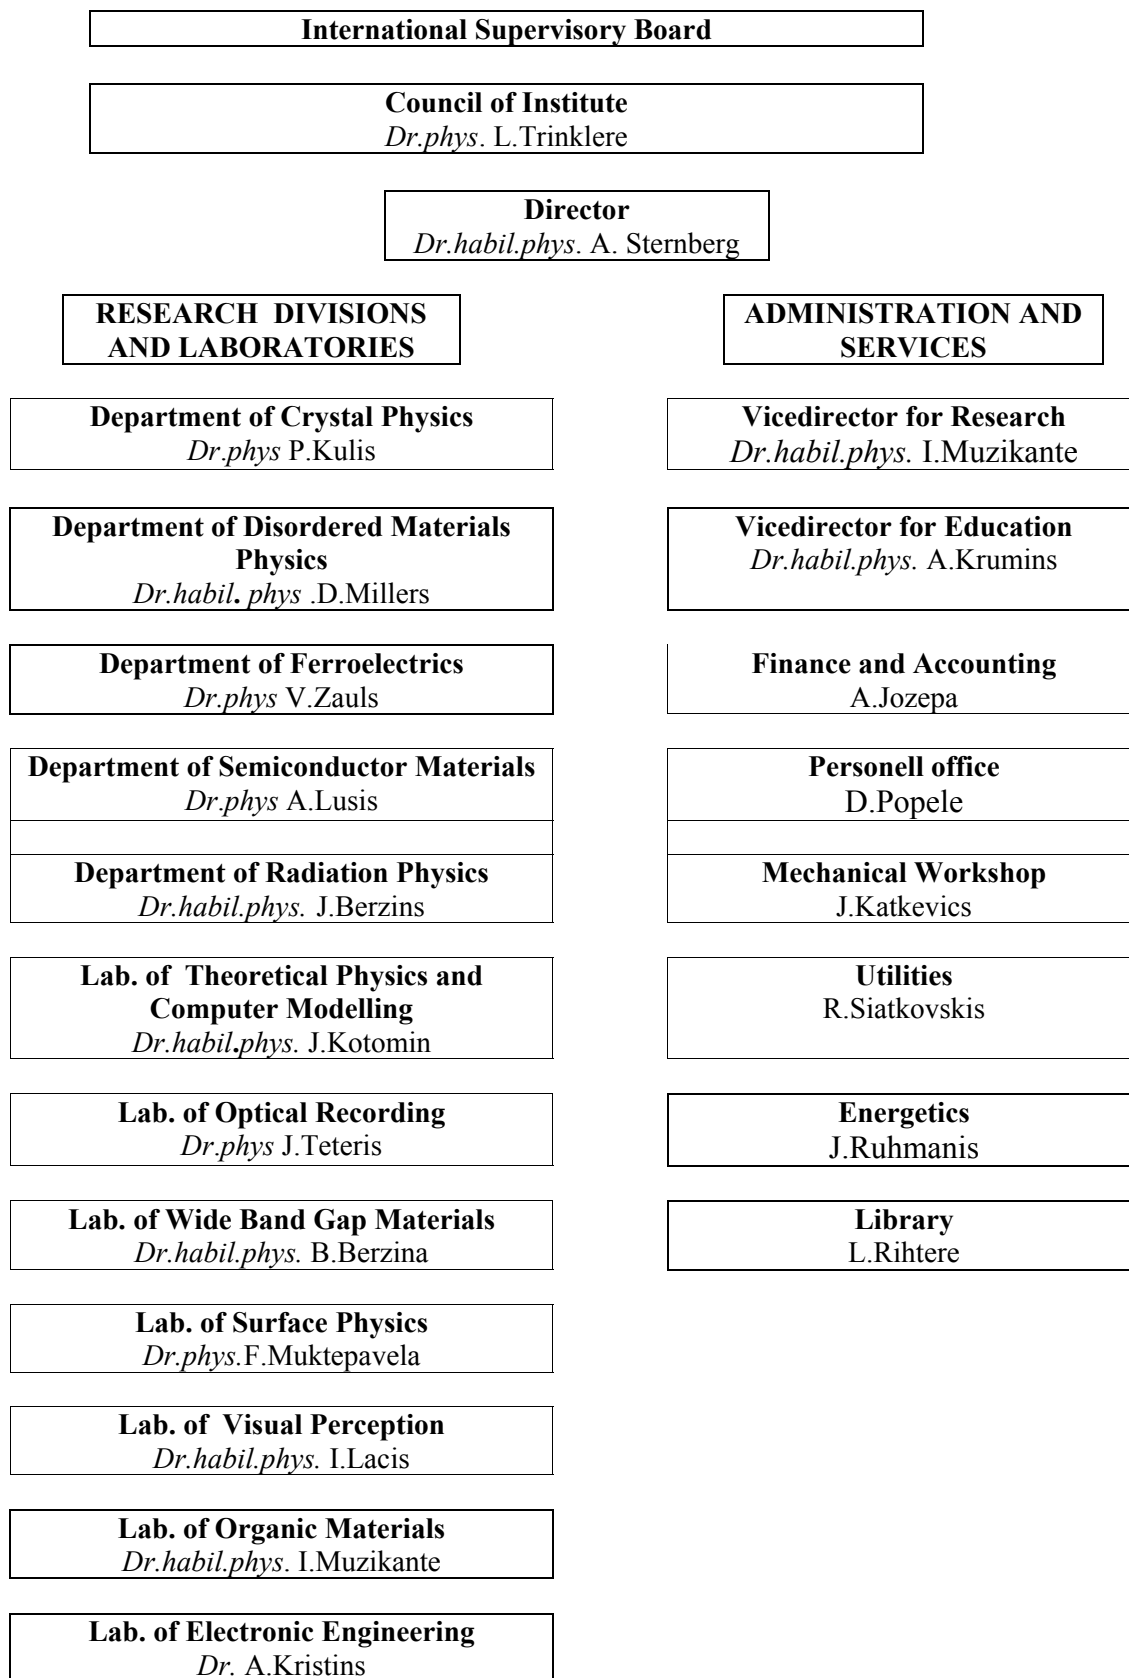 International Supervisory Board
Council of Institute
Dr.phys. L.Trinklere
Director
Dr.habil.phys. A. Sternberg
RESEARCH DIVISIONS
AND LABORATORIES
Department of Crystal Physics
Dr.phys P.Kulis
Department of Disordered Materials
Physics
Dr.habil. phys .D.Millers
Department of Ferroelectrics
Dr.phys V.Zauls
Department of Semiconductor Materials
Dr.phys A.Lusis
Department of Radiation Physics
Dr.habil.phys. J.Berzins
Lab. of Theoretical Physics and
Computer Modelling
Dr.habil.phys. J.Kotomin
Lab. of Optical Recording
Dr.phys J.Teteris
Lab. of Wide Band Gap Materials
Dr.habil.phys. B.Berzina
Lab. of Surface Physics
Dr.phys.F.Muktepavela
Lab. of Visual Perception
Dr.habil.phys. I.Lacis
Lab. of Organic Materials
Dr.habil.phys. I.Muzikante
Lab. of Electronic Engineering
Dr. A.Kristins
ADMINISTRATION AND
SERVICES
Vicedirector for Research
Dr.habil.phys. I.Muzikante
Vicedirector for Education
Dr.habil.phys. A.Krumins
Finance and Accounting
A.Jozepa
Personell office
D.Popele
Mechanical Workshop
J.Katkevics
Utilities
R.Siatkovskis
Energetics
J.Ruhmanis
Library
L.Rihtere